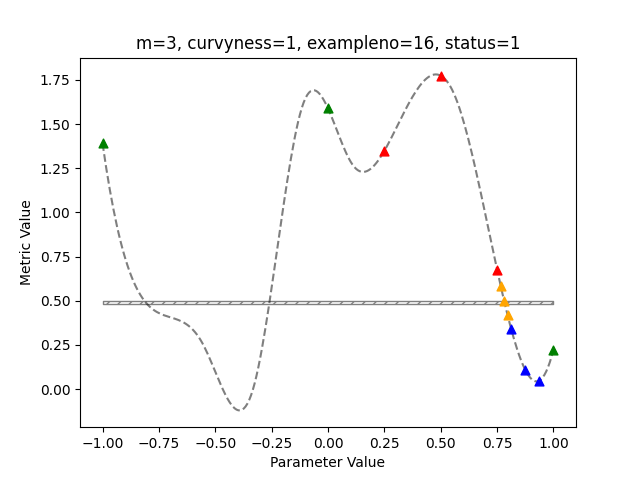 m=3, curvyness=1, exampleno=16, status=1
Metric Value
1.75
1.50
1.25
1.00
0.75
0.50
0.25
0.00
−1.00 −0.75 −0.50 −0.25 0.00 0.25 0.50 0.75 1.00
Parameter Value